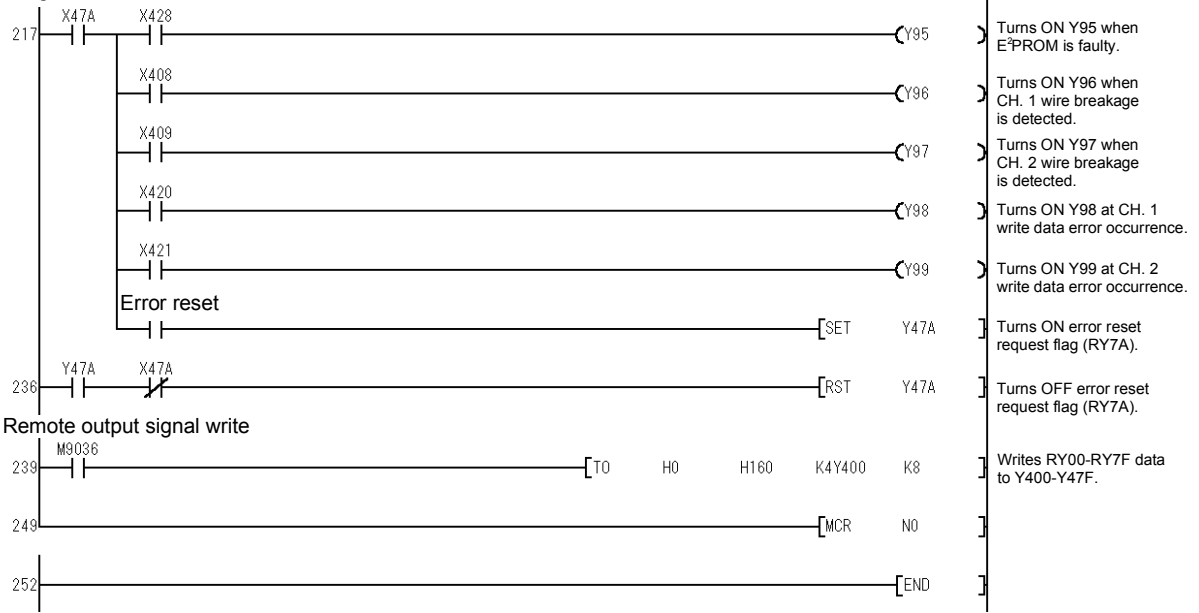 X47A X428
217 Y95 Turns ON Y95 when
E²PROM is faulty.
X408
Y96 Turns ON Y96 when
CH. 1 wire breakage
is detected.
X409
Y97 Turns ON Y97 when
CH. 2 wire breakage
is detected.
X420
Y98 Turns ON Y98 at CH. 1
write data error occurrence.
X421
Y99 Turns ON Y99 at CH. 2
write data error occurrence.
Error reset
SET Y47A Turns ON error reset
request flag (RY7A).
Y47A X47A
236 RST Y47A Turns OFF error reset
request flag (RY7A).
Remote output signal write
M9036
239 TO H0 H160 K4Y400 K8 Writes RY00-RY7F data
to Y400-Y47F.
249 MCR N0
252 END